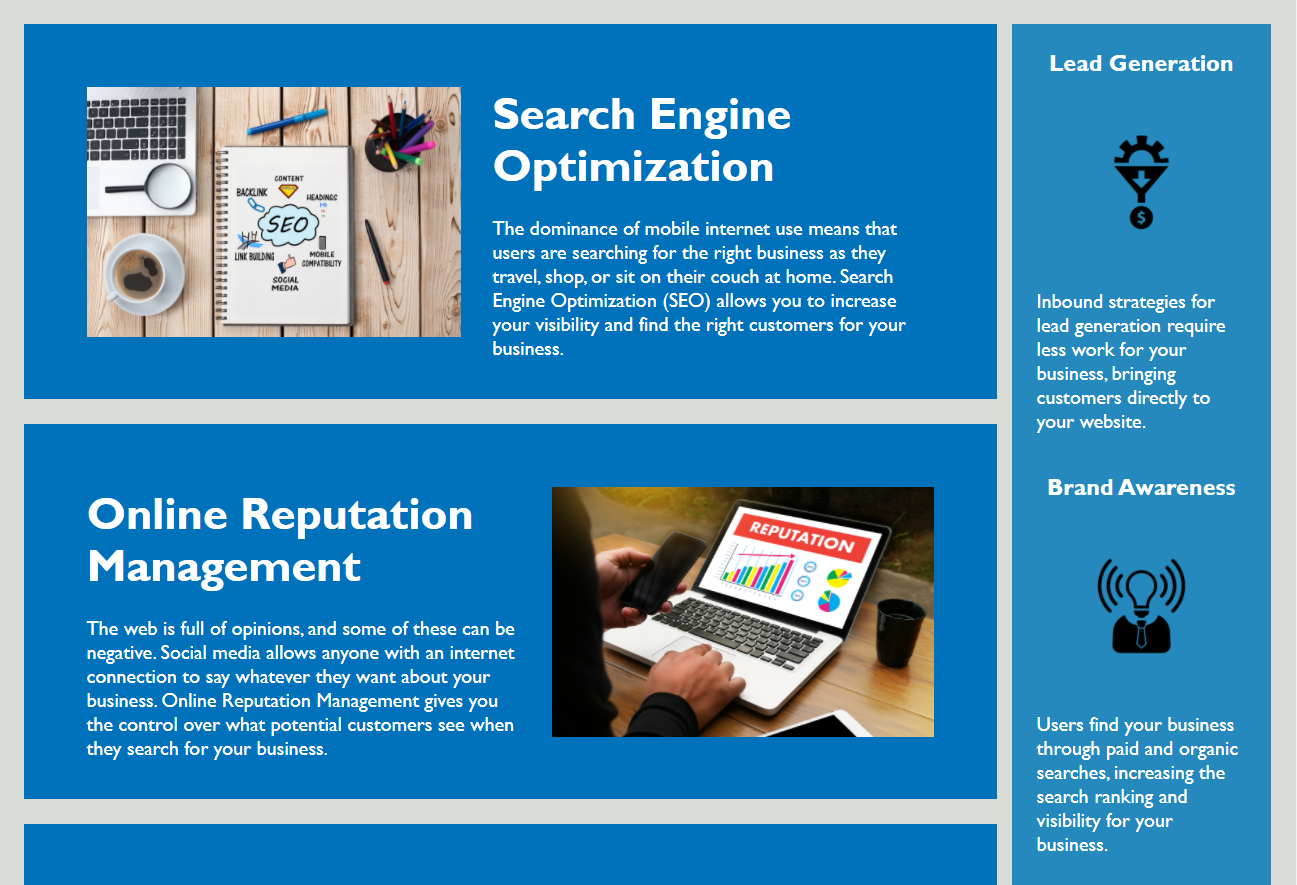 Search Engine
Optimization
The dominance of mobile internet use means that
users are searching for the right business as they
travel, shop, or sit on their couch at home. Search
Engine Optimization (SEO) allows you to increase
your visibility and find the right customers for your
business.
CONTENT
BACKLINK
HEADINGS
H1
SEO
LINK BUILDING
MOBILE
COMPATIBILITY
SOCIAL
MEDIA
Online Reputation
Management
The web is full of opinions, and some of these can be
negative. Social media allows anyone with an internet
connection to say whatever they want about your
business. Online Reputation Management gives you
the control over what potential customers see when
they search for your business.
REPUTATION
Lead Generation
$
Inbound strategies for
lead generation require
less work for your
business, bringing
customers directly to
your website.
Brand Awareness
Users find your business
through paid and organic
searches, increasing the
search ranking and
visibility for your
business.